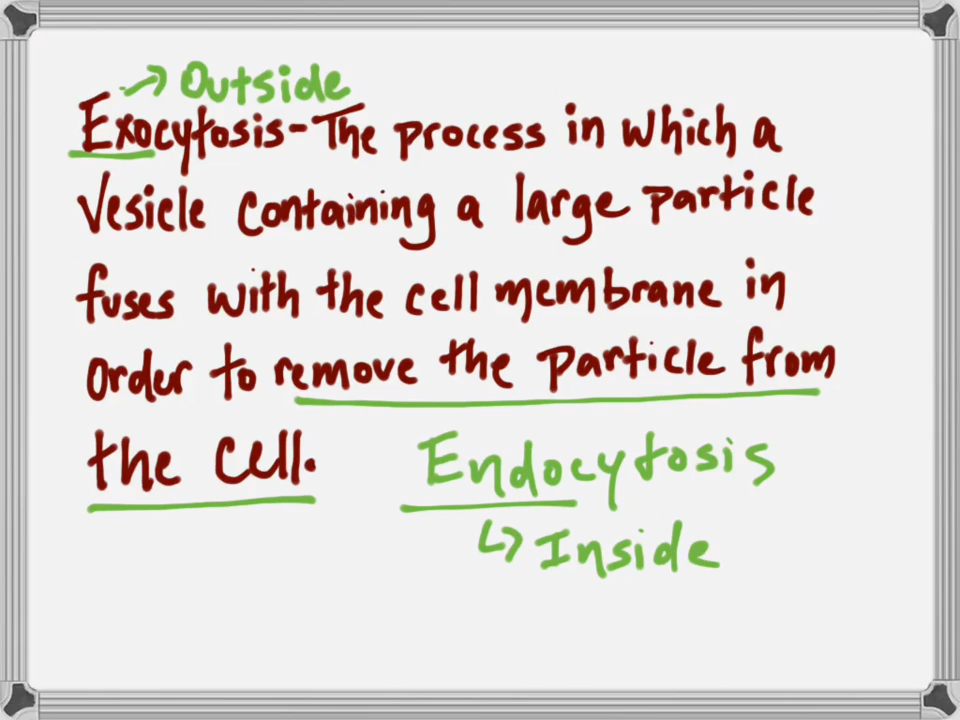 → Outside
Exocytosis - The process in which a
vesicle containing a large particle
fuses with the cell membrane in
order to remove the particle from
the cell. Endocytosis
↳ Inside